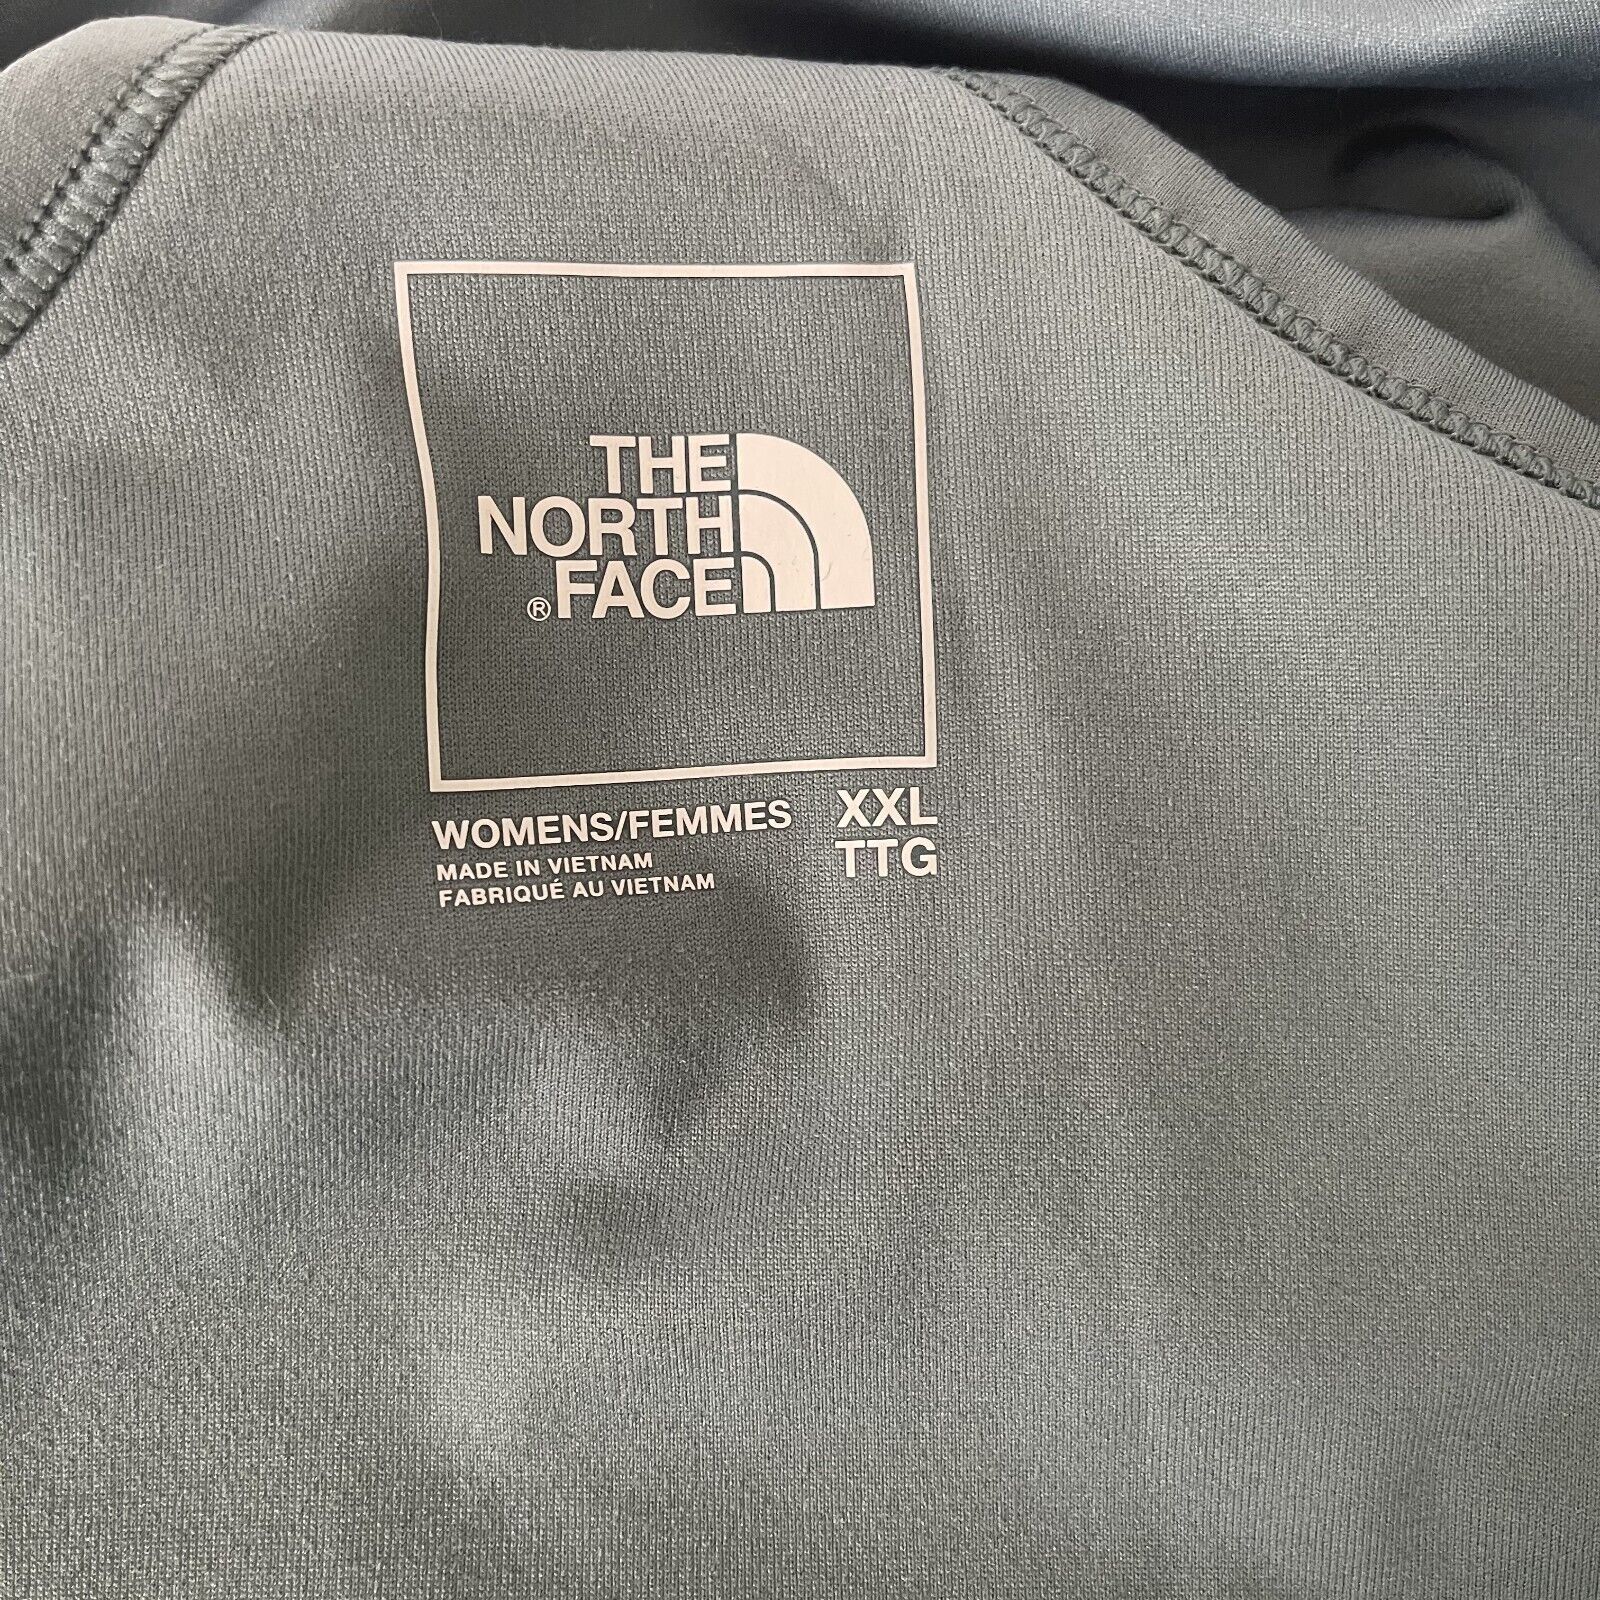 THE
NORTH
®FACE
WOMENS/FEMMES
MADE IN VIETNAM
FABRIQUÉ AU VIETNAM
XXL
TTG